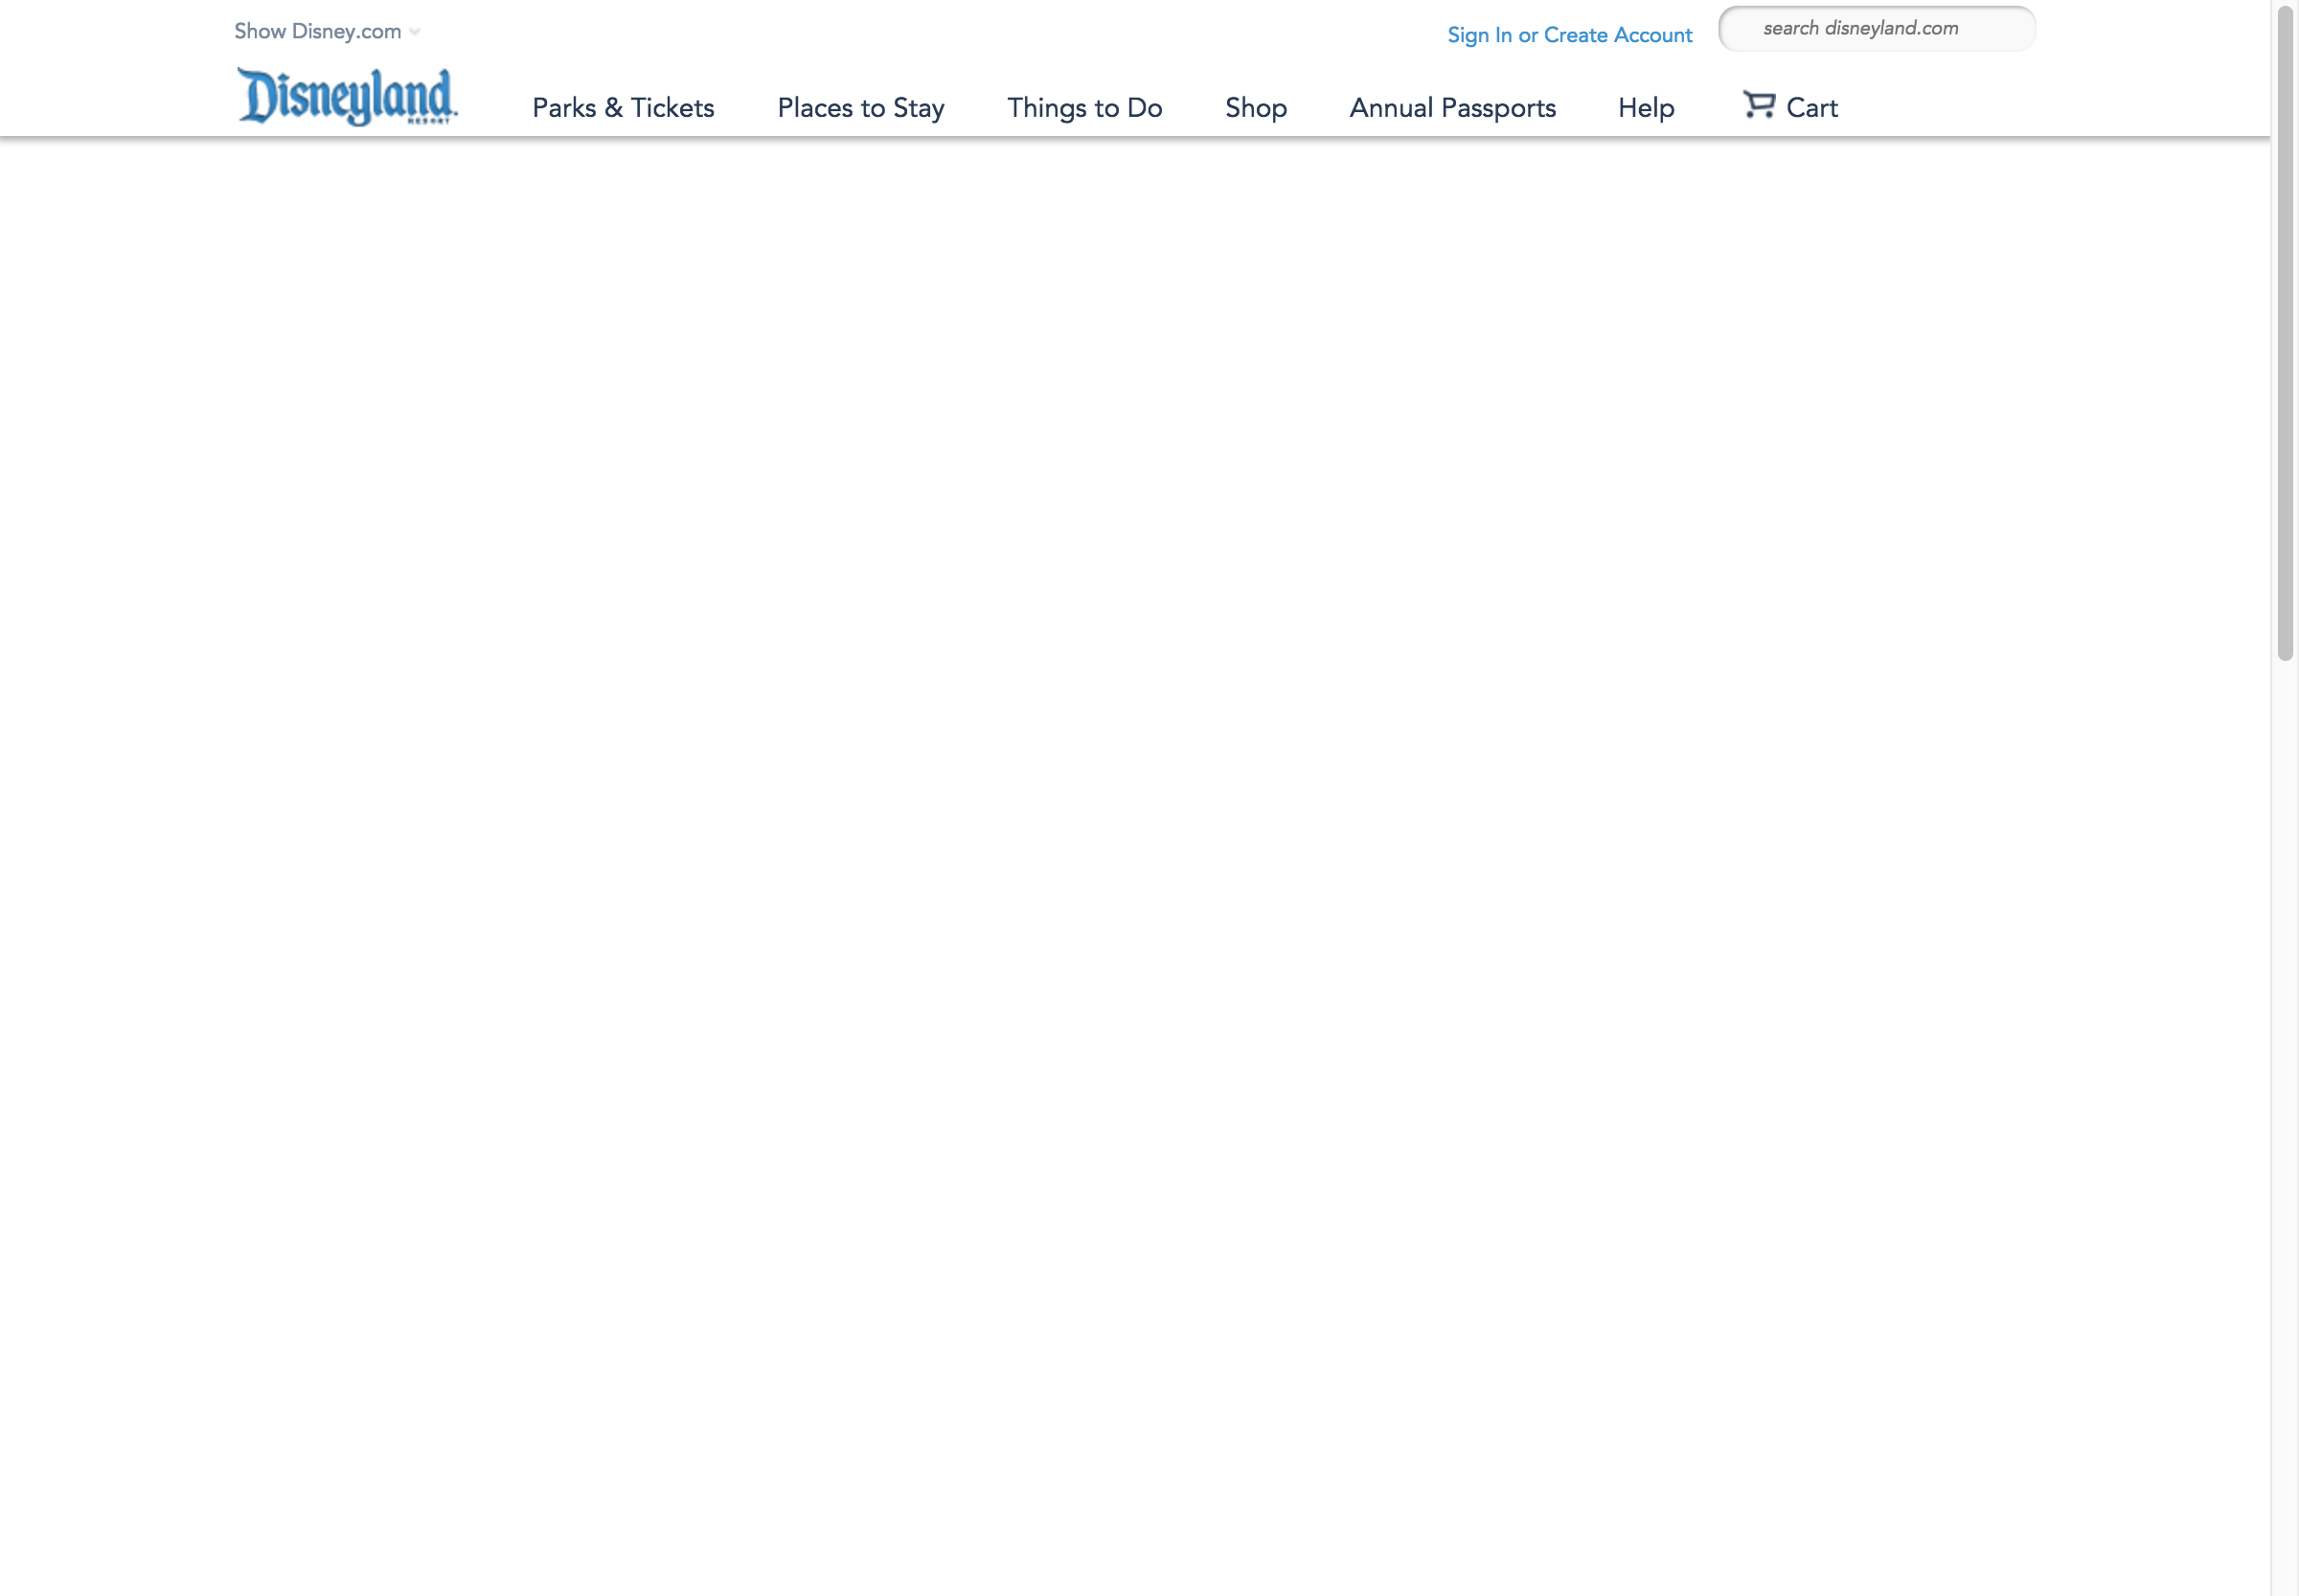 Show Disney.com
Sign In or Create Account
search disneyland.com
Disneyland
RESORT
Parks & Tickets
Places to Stay
Things to Do
Shop
Annual Passports
Help
Cart